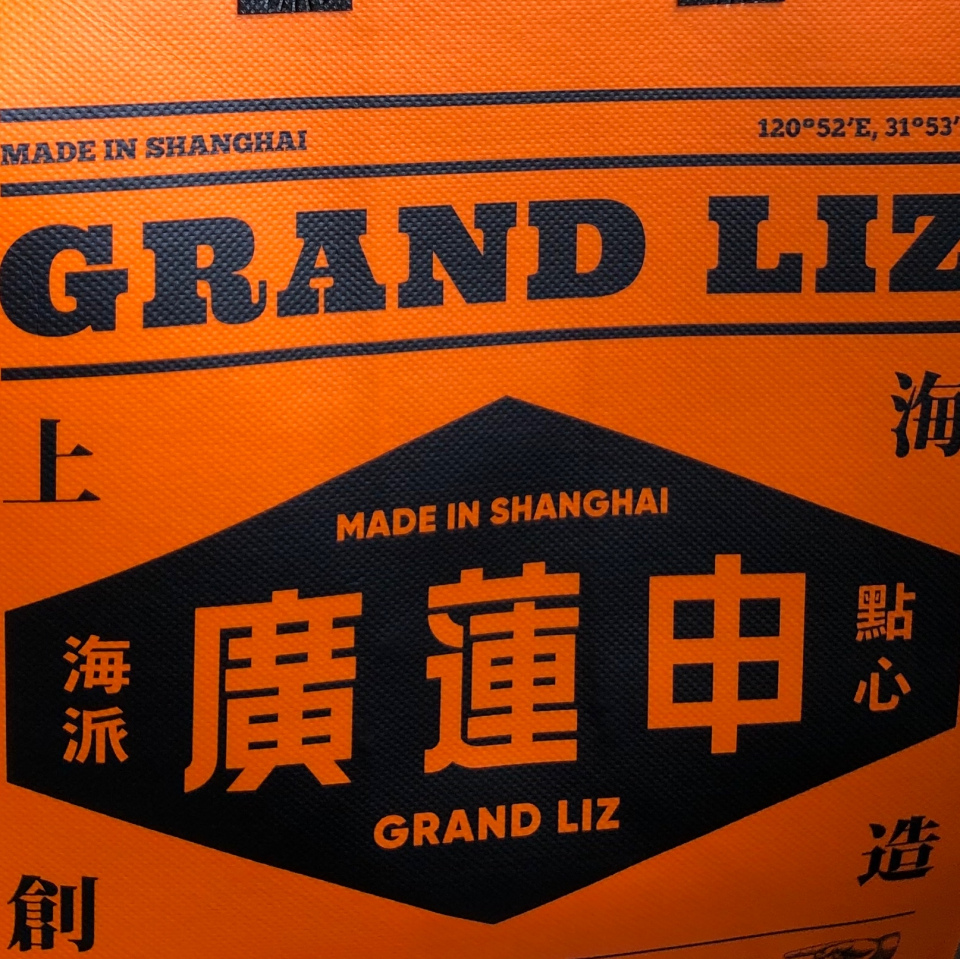 MADE IN SHANGHAI
120°52′E, 31°53′
GRAND LIZ
上 海
MADE IN SHANGHAI
海派
廣蓮申
點心
GRAND LIZ
創 造